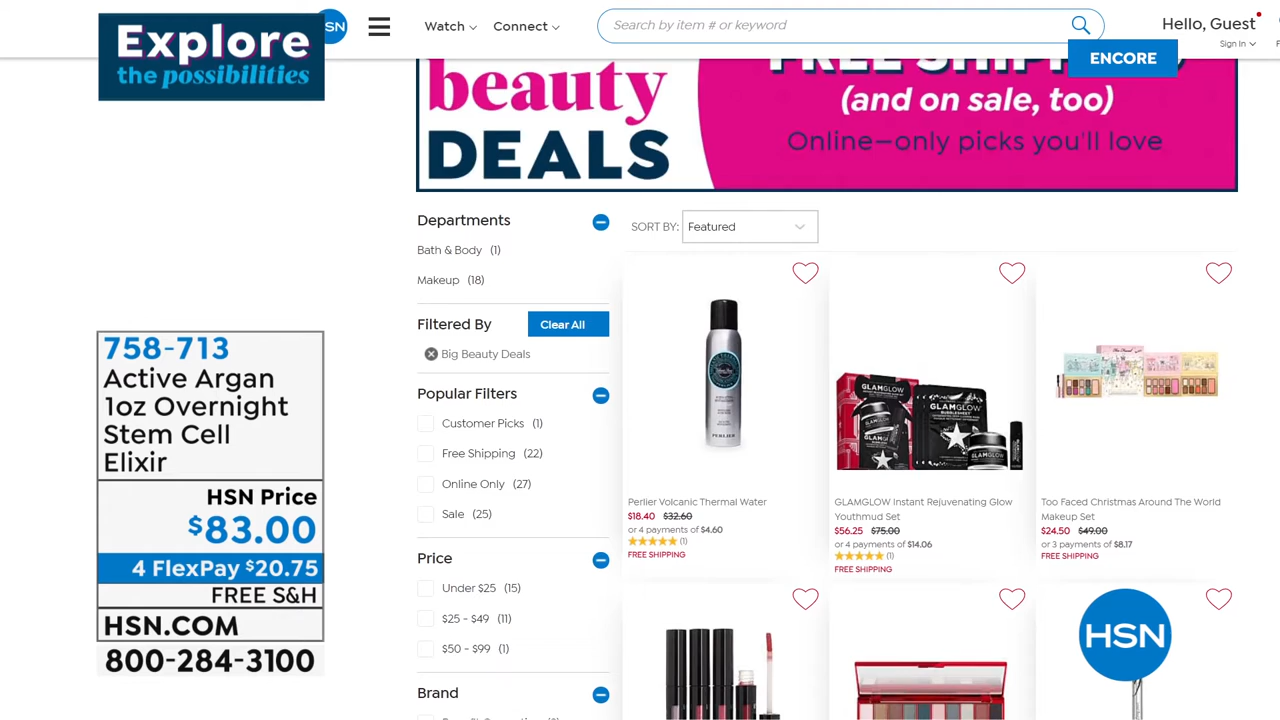 Explore
the possibilities
SN
Watch
Connect
Search by item # or keyword
Hello, Guest
Sign In
ENCORE
beauty
DEALS
FREE SHIPP
(and on sale, too)
Online—only picks you'll love
758-713
Active Argan
1oz Overnight
Stem Cell
Elixir
HSN Price
$83.00
4 FlexPay $20.75
FREE S&H
HSN.COM
800-284-3100
Departments
Bath & Body (1)
Makeup (18)
Filtered By
Clear All
Big Beauty Deals
Popular Filters
Customer Picks (1)
Free Shipping (22)
Online Only (27)
Sale (25)
Price
Under $25 (15)
$25 - $49 (11)
$50 - $99 (1)
Brand
SORT BY: Featured
PERLIER
Perlier Volcanic Thermal Water
$18.40 $32.60
or 4 payments of $4.60
(1)
FREE SHIPPING
GLAMGLOW
GLAMGLOW
GLAMGLOW Instant Rejuvenating Glow
Youthmud Set
$56.25 $75.00
or 4 payments of $14.06
(1)
FREE SHIPPING
Too Faced Christmas Around The World
Makeup Set
$24.50 $49.00
or 3 payments of $8.17
FREE SHIPPING
HSN